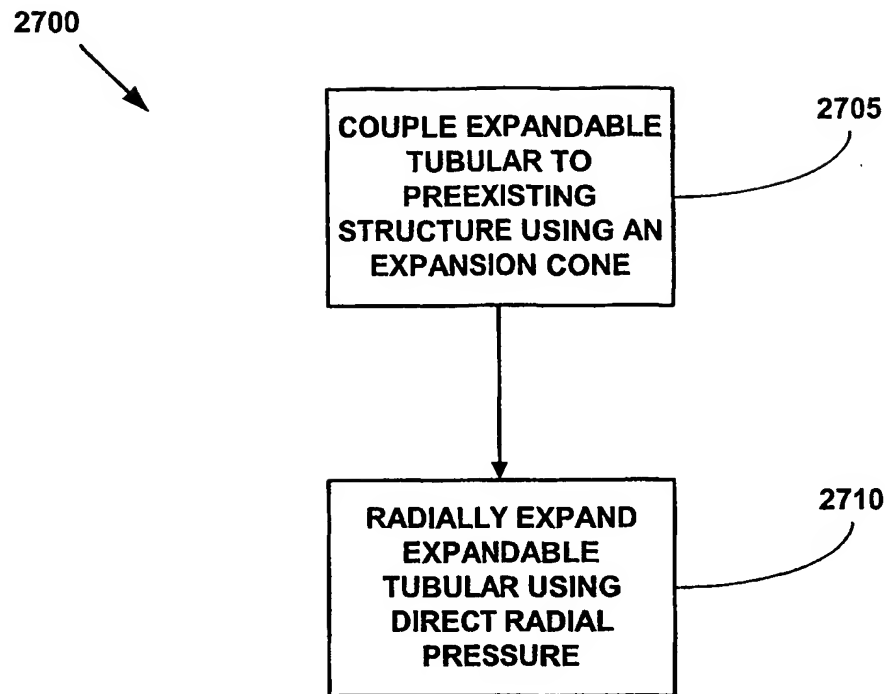 2700
COUPLE EXPANDABLE
TUBULAR TO
PREEXISTING
STRUCTURE USING AN
EXPANSION CONE
2705
RADIALLY EXPAND
EXPANDABLE
TUBULAR USING
DIRECT RADIAL
PRESSURE
2710